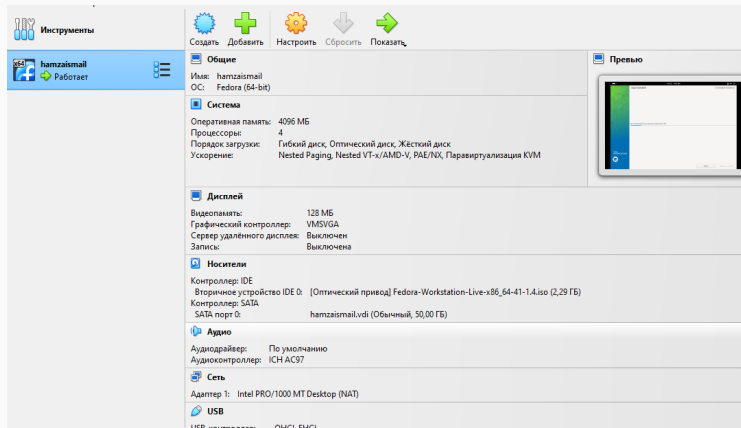 Инструменты
Создать Добавить Настроить Сбросить Показать
hamzaismail
Работает
Общие
Имя: hamzaismail
ОС: Fedora (64-bit)
Превью
Система
Оперативная память: 4096 МБ
Процессоры: 4
Порядок загрузки: Гибкий диск, Оптический диск, Жёсткий диск
Ускорение: Nested Paging, Nested VT-x/AMD-V, PAE/NX, Паравиртуализация KVM
Дисплей
Видеопамять: 128 МБ
Графический контроллер: VMSVGA
Сервер удалённого дисплея: Выключен
Запись: Выключена
Носители
Контроллер: IDE
Вторичное устройство IDE 0: [Оптический привод] Fedora-Workstation-Live-x86_64-41-1.4.iso (2,29 ГБ)
Контроллер: SATA
SATA порт 0: hamzaismail.vdi (Обычный, 50,00 ГБ)
Аудио
Аудиодрайвер: По умолчанию
Аудиоконтроллер: ICH AC97
Сеть
Адаптер 1: Intel PRO/1000 MT Desktop (NAT)
USB
USB-контроллер: OHCI, EHCI